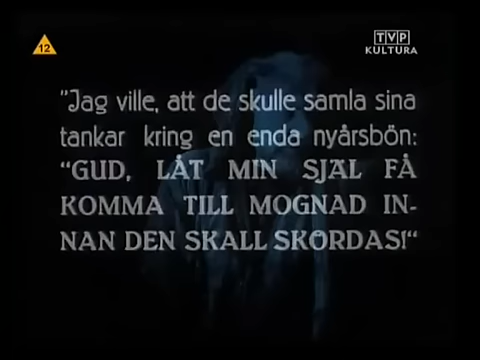 12
TVP
KULTURA
"Jag ville, att de skulle samla sina
tankar kring en enda nyårsbön:
"GUD, LÅT MIN SJÄL FÅ
KOMMA TILL MOGNAD IN-
NAN DEN SKALL SKÖRDAS!"